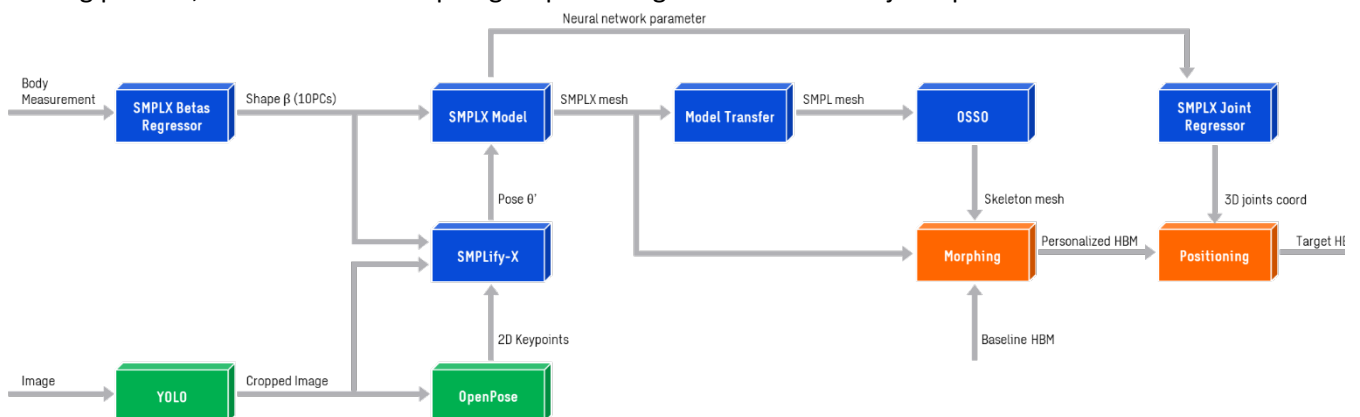 Neural network parameter
Body
Measurement
SMPLX Betas
Regressor
Shape β (10PCs)
SMPLX Model
SMPLX mesh
Model Transfer
SMPL mesh
OSSO
SMPLX Joint
Regressor
Pose θ'
Skeleton mesh
3D joints coord
SMPLify-X
Morphing
Personalized HBM
Positioning
Target
2D Keypoints
Baseline HBM
Image
YOLO
Cropped Image
OpenPose